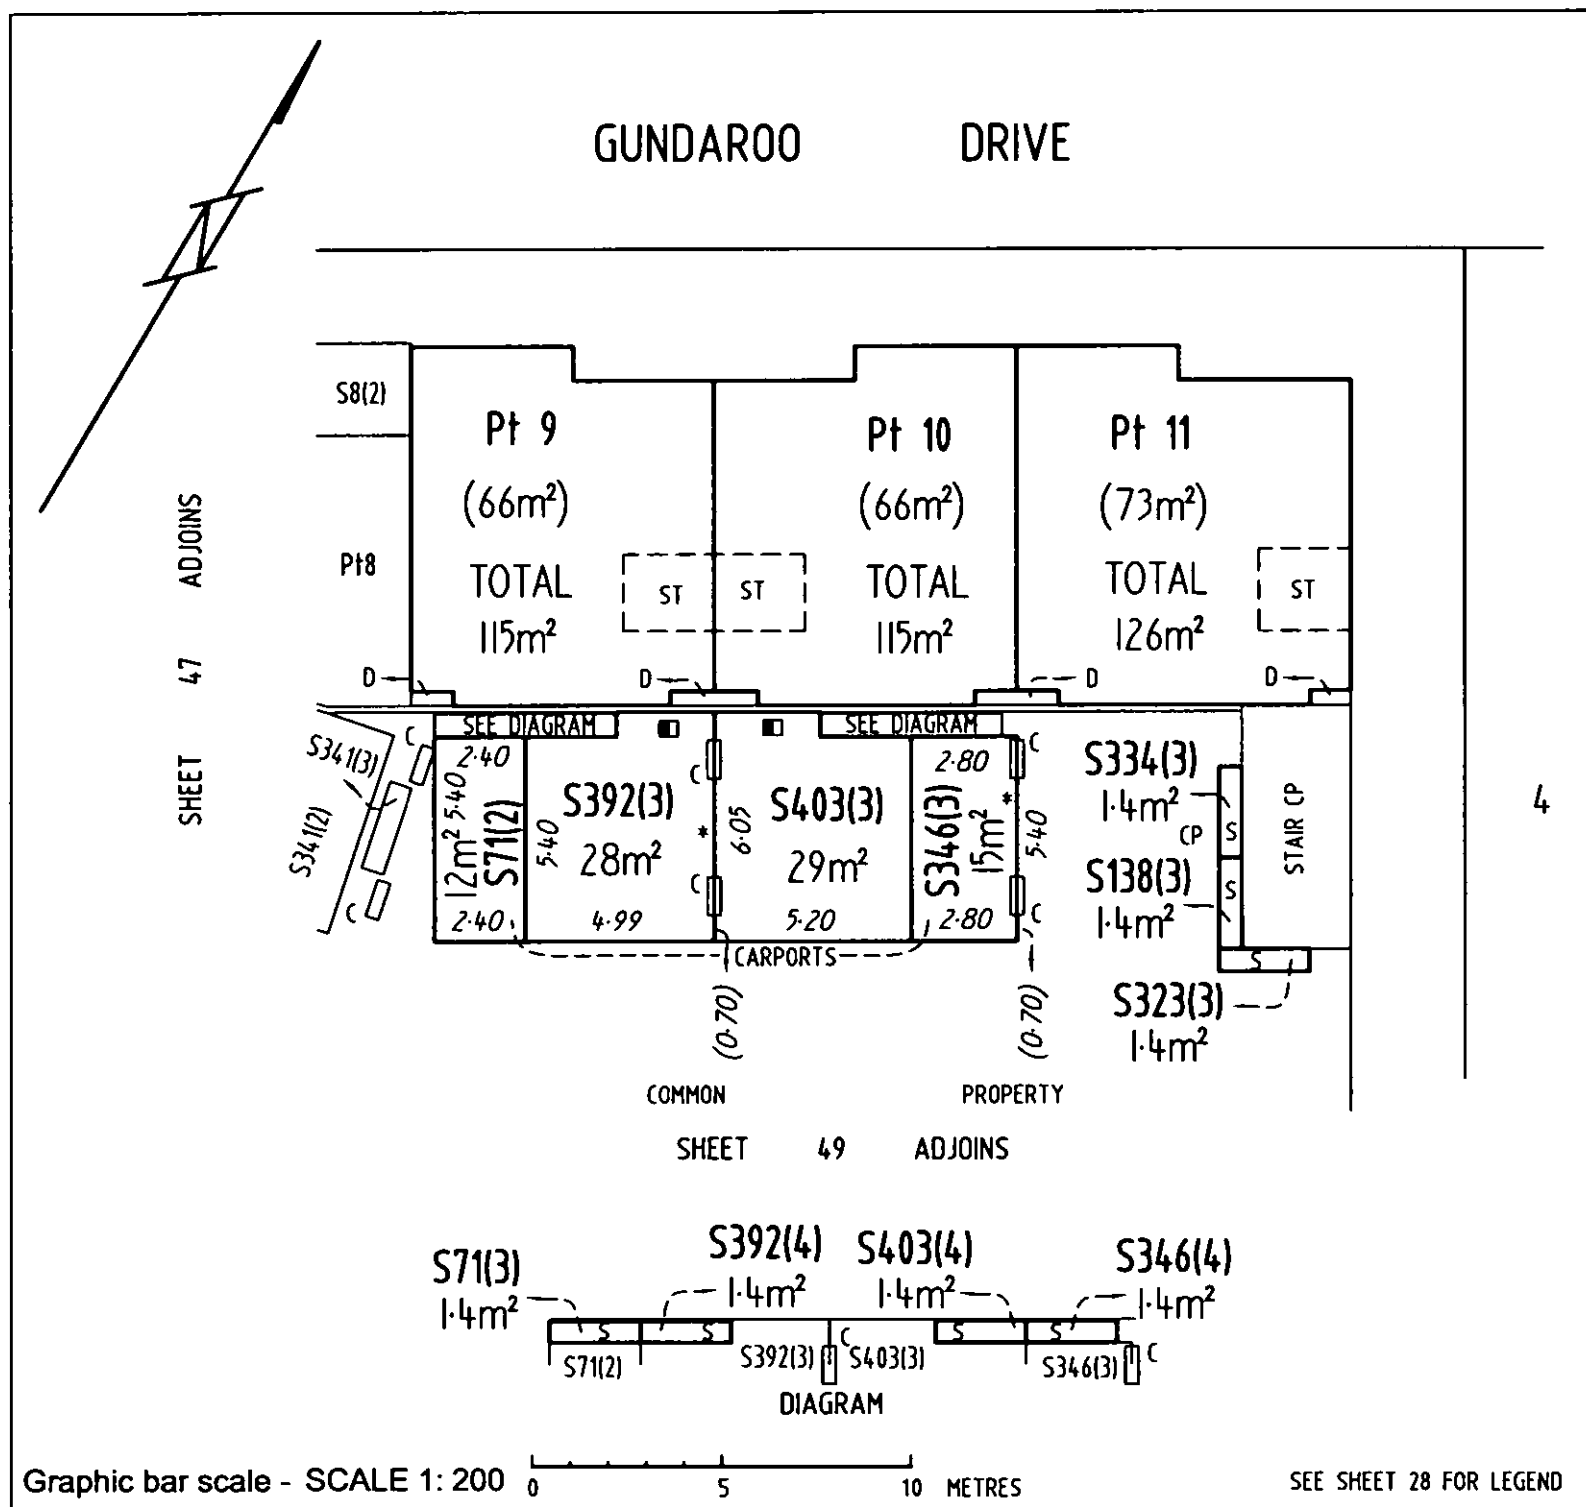 GUNDAROO DRIVE
S8(2)
Pt 9
(66m²)
TOTAL
115m²
Pt 10
(66m²)
TOTAL
115m²
Pt 11
(73m²)
TOTAL
126m²
Pt8
ST
ST
ST
D
D
D
D
SHEET 47 ADJOINS
SEE DIAGRAM
SEE DIAGRAM
S341(3)
S341(2)
C
C
2·40
5·40
12m²
S71(2)
2·40
5·40
S392(3)
28m²
4·99
C
*
C
6·05
S403(3)
29m²
5·20
2·80
S346(3)
15m²
2·80
C
*
5·40
C
CARPORTS
(0·70)
(0·70)
S334(3)
1·4m²
CP
S
S138(3)
1·4m²
S
S
S323(3)
1·4m²
STAIR CP
4
COMMON PROPERTY
SHEET 49 ADJOINS
S71(3)
1·4m²
S392(4)
1·4m²
S403(4)
1·4m²
S346(4)
1·4m²
S
S
S
S
C
C
S71(2)
S392(3)
S403(3)
S346(3)
DIAGRAM
Graphic bar scale - SCALE 1: 200
0 5 10 METRES
SEE SHEET 28 FOR LEGEND